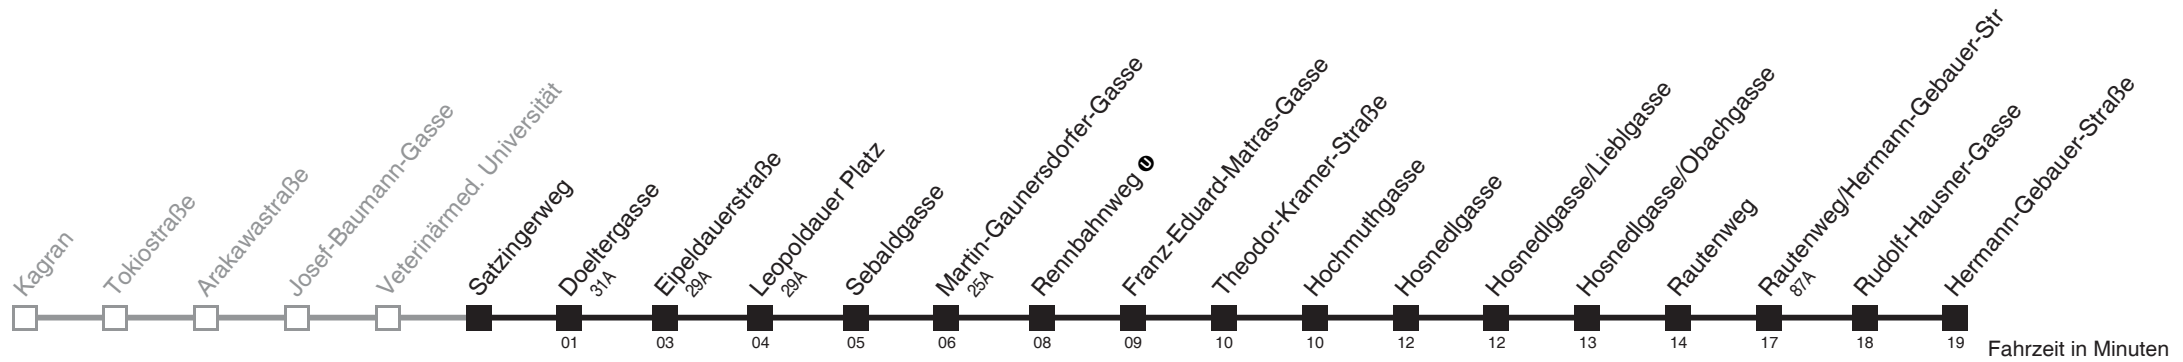 Kagran
Tokiostraße
Arakawastraße
Josef-Baumann-Gasse
Veterinärmed. Universität
Satzingerweg
Doeltergasse
31A
Eipeldauerstraße
29A
Leopoldauer Platz
29A
Sebaldgasse
Martin-Gaunersdorfer-Gasse
25A
Rennbahnweg U
Franz-Eduard-Matras-Gasse
Theodor-Kramer-Straße
Hochmuthgasse
Hosnedlgasse
Hosnedlgasse/Lieblgasse
Hosnedlgasse/Obachgasse
Rautenweg
Rautenweg/Hermann-Gebauer-Str
87A
Rudolf-Hausner-Gasse
Hermann-Gebauer-Straße
01 03 04 05 06 08 09 10 10 12 12 13 14 17 18 19 Fahrzeit in Minuten